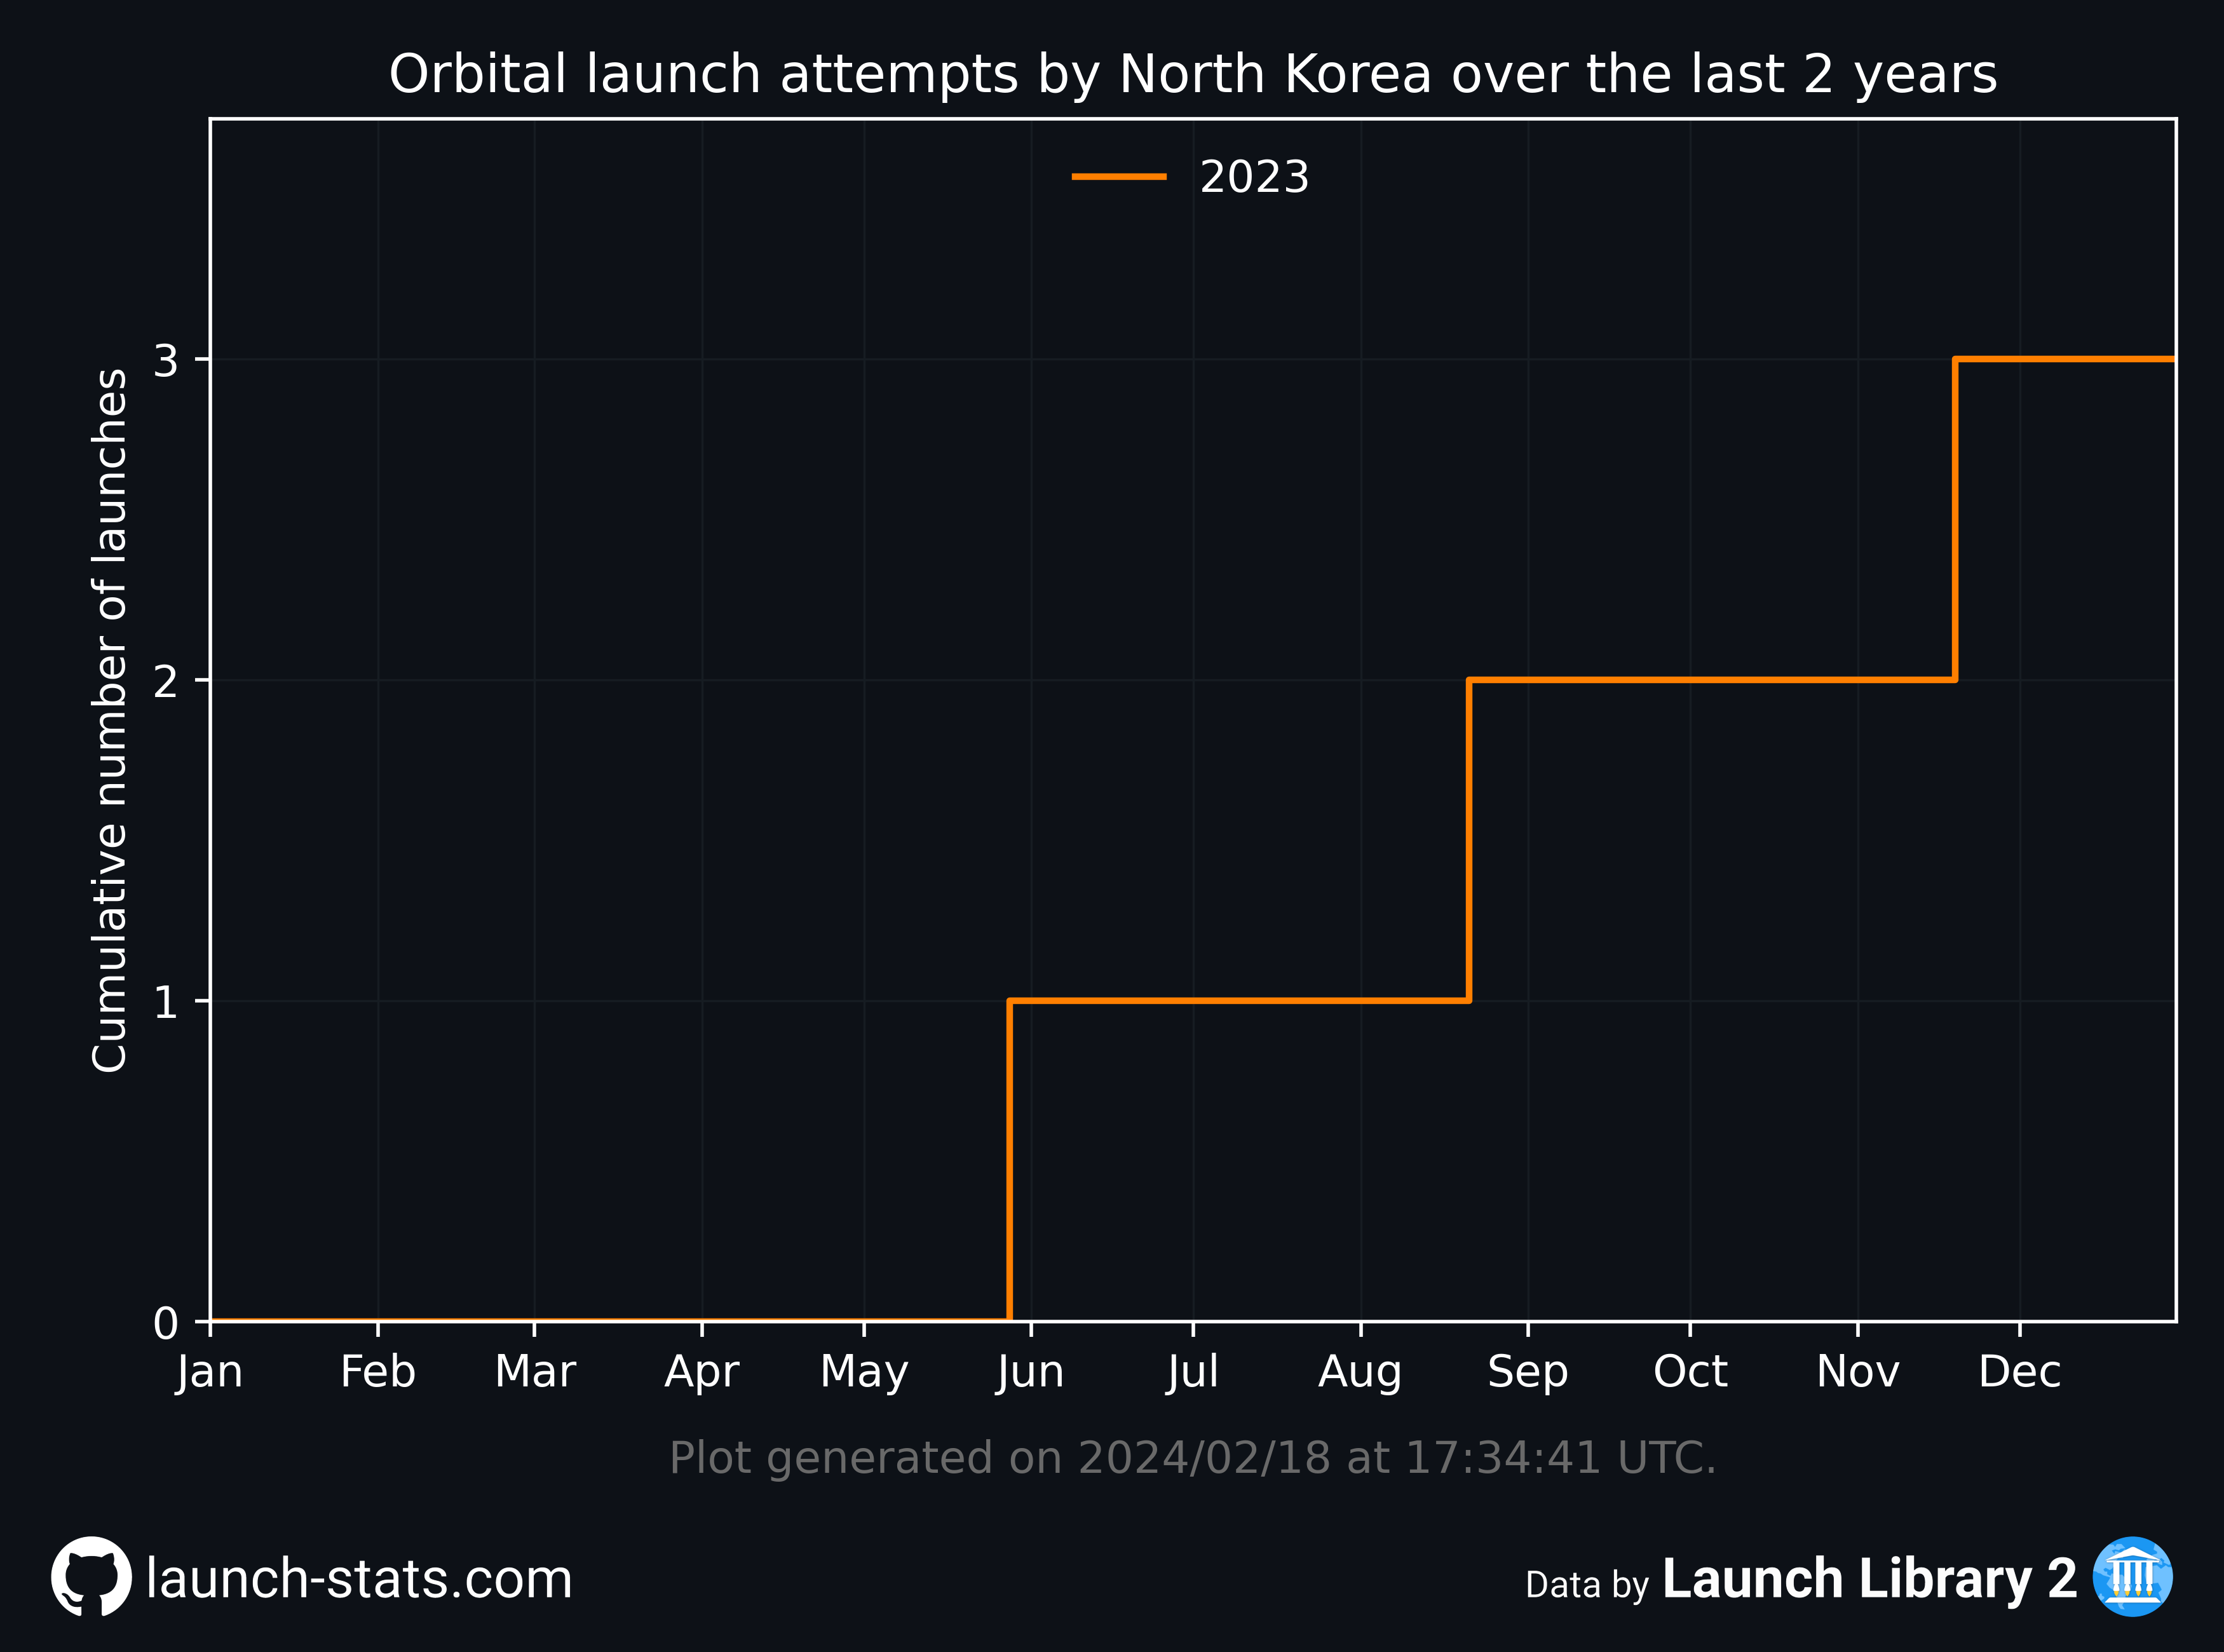 Orbital launch attempts by North Korea over the last 2 years
2023
Cumulative number of launches
3
2
1
0
Jan Feb Mar Apr May Jun Jul Aug Sep Oct Nov Dec
Plot generated on 2024/02/18 at 17:34:41 UTC.
launch-stats.com
Data by Launch Library 2